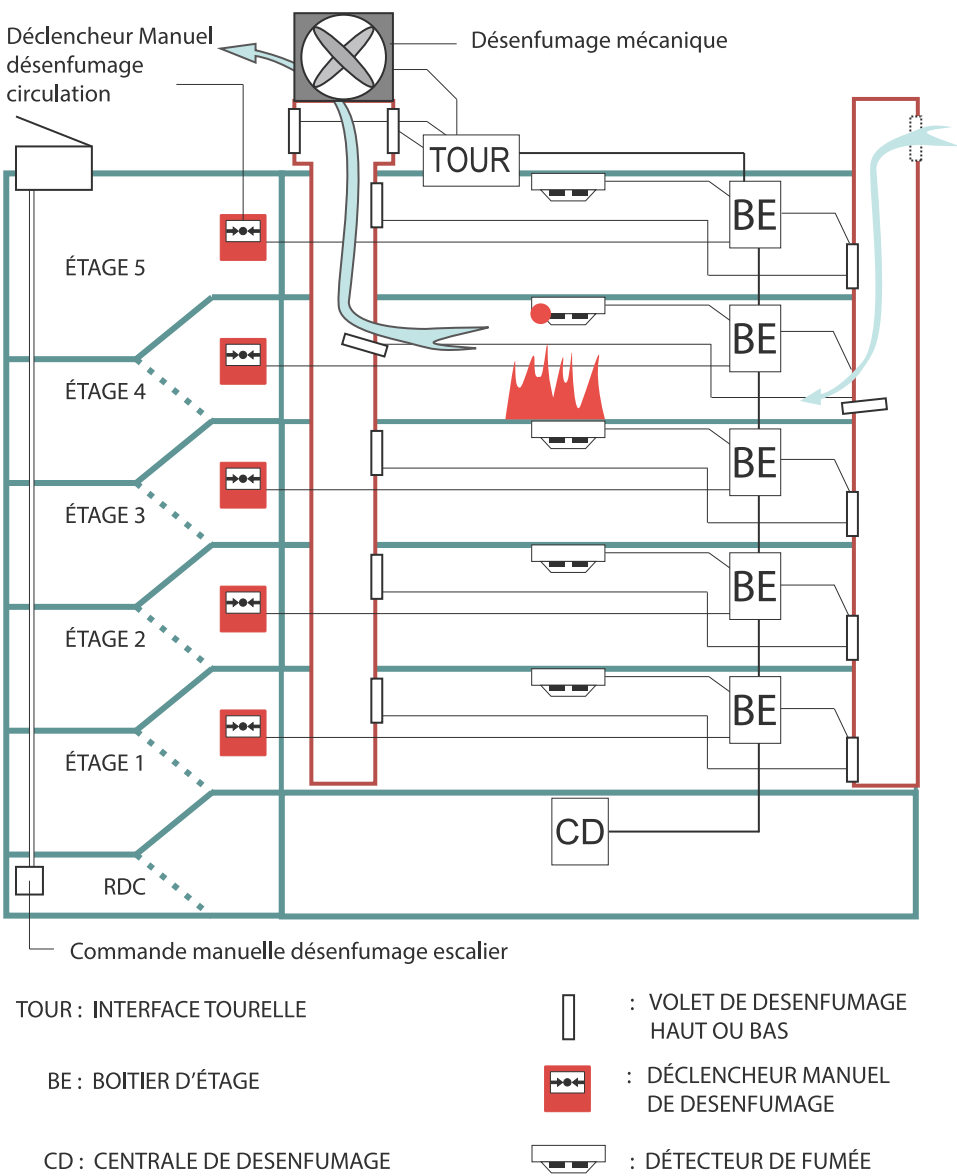 Déclencheur Manuel
désenfumage
circulation
Désenfumage mécanique
TOUR
BE
ÉTAGE 5
BE
ÉTAGE 4
BE
ÉTAGE 3
BE
ÉTAGE 2
BE
ÉTAGE 1
CD
RDC
Commande manuelle désenfumage escalier
TOUR : INTERFACE TOURELLE
: VOLET DE DESENFUMAGE
HAUT OU BAS
BE : BOITIER D'ÉTAGE
: DÉCLENCHEUR MANUEL
DE DESENFUMAGE
CD : CENTRALE DE DESENFUMAGE
: DÉTECTEUR DE FUMÉE